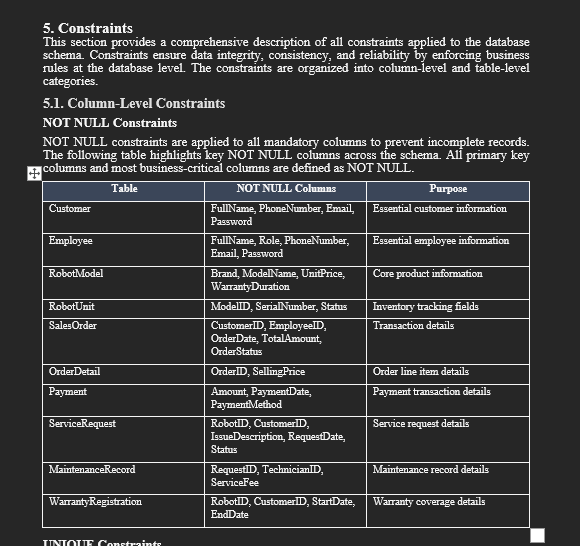 5. Constraints
This section provides a comprehensive description of all constraints applied to the database
schema. Constraints ensure data integrity, consistency, and reliability by enforcing business
rules at the database level. The constraints are organized into column-level and table-level
categories.
5.1. Column-Level Constraints
NOT NULL Constraints
NOT NULL constraints are applied to all mandatory columns to prevent incomplete records.
The following table highlights key NOT NULL columns across the schema. All primary key
columns and most business-critical columns are defined as NOT NULL.
Table NOT NULL Columns Purpose
Customer FullName, PhoneNumber, Email, Essential customer information
Password
Employee FullName, Role, PhoneNumber, Essential employee information
Email, Password
RobotModel Brand, ModelName, UnitPrice, Core product information
WarrantyDuration
RobotUnit ModelID, SerialNumber, Status Inventory tracking fields
SalesOrder CustomerID, EmployeeID, Transaction details
OrderDate, TotalAmount,
OrderStatus
OrderDetail OrderID, SellingPrice Order line item details
Payment Amount, PaymentDate, Payment transaction details
PaymentMethod
ServiceRequest RobotID, CustomerID, Service request details
IssueDescription, RequestDate,
Status
MaintenanceRecord RequestID, TechnicianID, Maintenance record details
ServiceFee
WarrantyRegistration RobotID, CustomerID, StartDate, Warranty coverage details
EndDate
UNIQUE Constraints